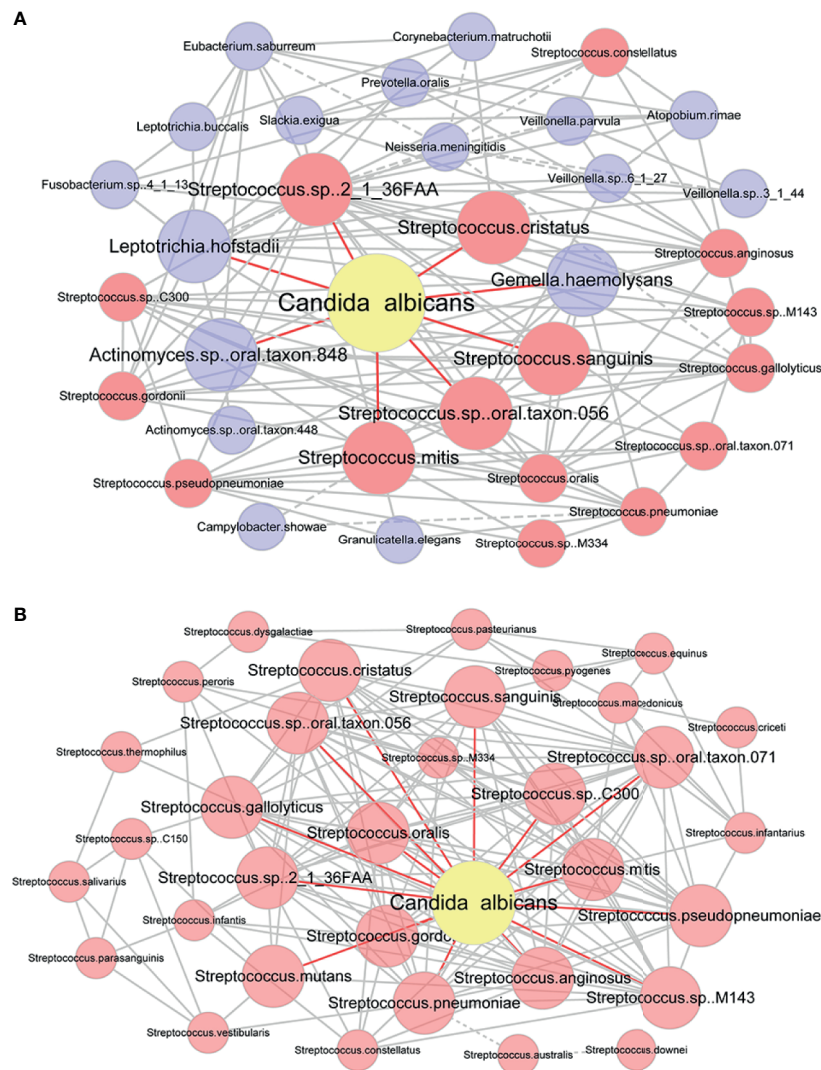 A
Corynebacterium.matruchotii
Eubacterium.saburreum
Streptococcus.constellatus
Prevotella.oralis
Atopobium.rimae
Slackia.exigua
Veillonella.parvula
Leptotrichia.buccalis
Neisseria.meningitidis
Veillonella.sp..6_1_27
Fusobacterium.sp..4_1_13
Streptococcus.sp..2_1_36FAA
Veillonella.sp..3_1_44
Streptococcus.cristatus
Leptotrichia.hofstadii
Streptococcus.anginosus
Gemella.haemolysans
Streptococcus.sp..C300
Candida albicans
Streptococcus.sp..M143
Actinomyces.sp..oral.taxon.848
Streptococcus.sanguinis
Streptococcus.gallolyticus
Streptococcus.gordonii
Streptococcus.sp..oral.taxon.056
Actinomyces.sp..oral.taxon.448
Streptococcus.sp..oral.taxon.071
Streptococcus.mitis
Streptococcus.oralis
Streptococcus.pseudopneumoniae
Streptococcus.pneumoniae
Campylobacter.showae
Granulicatella.elegans
Streptococcus.sp..M334
B
Streptococcus.dysgalactiae
Streptococcus.pasteurianus
Streptococcus.equinus
Streptococcus.cristatus
Streptococcus.pyogenes
Streptococcus.peroris
Streptococcus.sanguinis
Streptococcus.macedonicus
Streptococcus.sp..oral.taxon.056
Streptococcus.criteti
Streptococcus.thermophilus
Streptococcus.sp..M334
Streptococcus.sp..oral.taxon.071
Streptococcus.sp..C300
Streptococcus.gallolyticus
Streptococcus.oralis
Streptococcus.infantarius
Streptococcus.sp..C150
Streptococcus.mitis
Streptococcus.sp..2_1_36FAA
Streptococcus.salivarius
Candida albicans
Streptococcus.infantis
Streptococcus.pseudopneumoniae
Streptococcus.gordo
Streptococcus.parasanguinis
Streptococcus.mutans
Streptococcus.anginosus
Streptococcus.sp..M143
Streptococcus.pneumoniae
Streptococcus.vestibularis
Streptococcus.constellatus
Streptococcus.australis
Streptococcus.downei